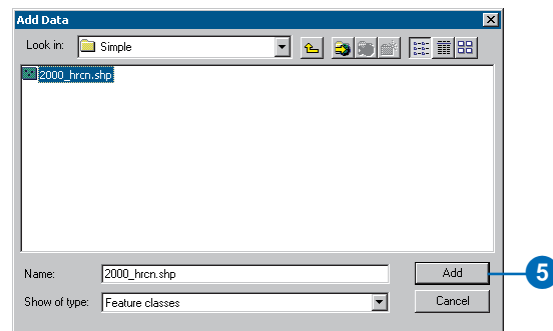 Add Data
Look in: Simple
2000_hrcn.shp
Name: 2000_hrcn.shp Add 5
Show of type: Feature classes Cancel